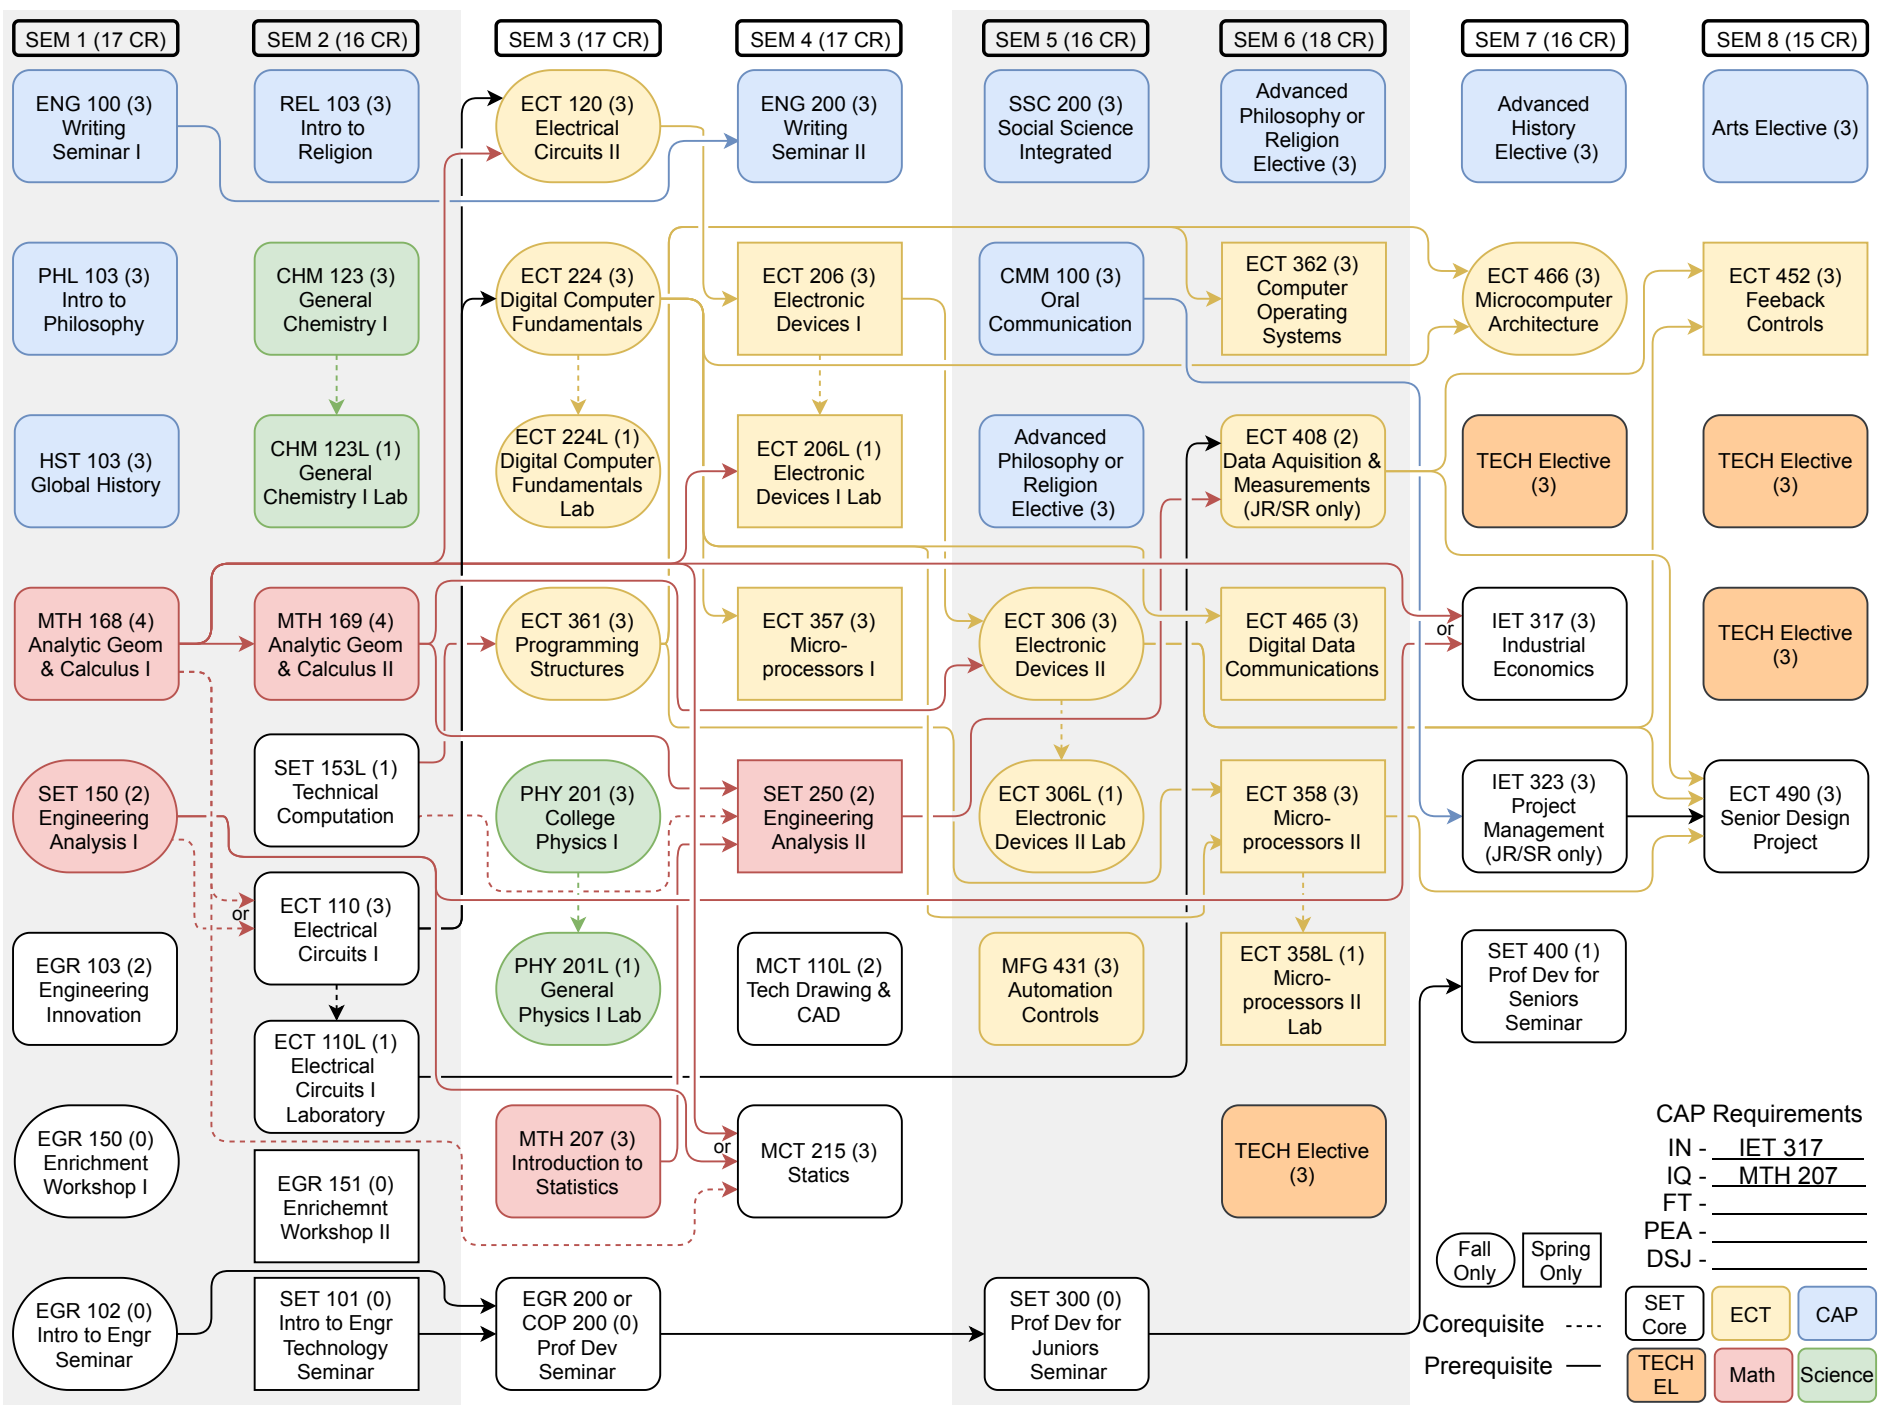 SEM 1 (17 CR)
SEM 2 (16 CR)
SEM 3 (17 CR)
SEM 4 (17 CR)
SEM 5 (16 CR)
SEM 6 (18 CR)
SEM 7 (16 CR)
SEM 8 (15 CR)
ENG 100 (3)
Writing
Seminar I
REL 103 (3)
Intro to
Religion
ECT 120 (3)
Electrical
Circuits II
ENG 200 (3)
Writing
Seminar II
SSC 200 (3)
Social Science
Integrated
Advanced
Philosophy or
Religion
Elective (3)
Advanced
History
Elective (3)
Arts Elective (3)
PHL 103 (3)
Intro to
Philosophy
CHM 123 (3)
General
Chemistry I
ECT 224 (3)
Digital Computer
Fundamentals
ECT 206 (3)
Electronic
Devices I
CMM 100 (3)
Oral
Communication
ECT 362 (3)
Computer
Operating
Systems
ECT 466 (3)
Microcomputer
Architecture
ECT 452 (3)
Feeback
Controls
HST 103 (3)
Global History
CHM 123L (1)
General
Chemistry I Lab
ECT 224L (1)
Digital Computer
Fundamentals
Lab
ECT 206L (1)
Electronic
Devices I Lab
Advanced
Philosophy or
Religion
Elective (3)
ECT 408 (2)
Data Aquisition &
Measurements
(JR/SR only)
TECH Elective
(3)
TECH Elective
(3)
MTH 168 (4)
Analytic Geom
& Calculus I
MTH 169 (4)
Analytic Geom
& Calculus II
ECT 361 (3)
Programming
Structures
ECT 357 (3)
Micro-
processors I
ECT 306 (3)
Electronic
Devices II
ECT 465 (3)
Digital Data
Communications
or
IET 317 (3)
Industrial
Economics
TECH Elective
(3)
SET 150 (2)
Engineering
Analysis I
SET 153L (1)
Technical
Computation
PHY 201 (3)
College
Physics I
SET 250 (2)
Engineering
Analysis II
ECT 306L (1)
Electronic
Devices II Lab
ECT 358 (3)
Micro-
processors II
IET 323 (3)
Project
Management
(JR/SR only)
ECT 490 (3)
Senior Design
Project
or
ECT 110 (3)
Electrical
Circuits I
EGR 103 (2)
Engineering
Innovation
PHY 201L (1)
General
Physics I Lab
MCT 110L (2)
Tech Drawing &
CAD
MFG 431 (3)
Automation
Controls
ECT 358L (1)
Micro-
processors II
Lab
SET 400 (1)
Prof Dev for
Seniors
Seminar
ECT 110L (1)
Electrical
Circuits I
Laboratory
EGR 150 (0)
Enrichment
Workshop I
EGR 151 (0)
Enrichemnt
Workshop II
MTH 207 (3)
Introduction to
Statistics
or
MCT 215 (3)
Statics
TECH Elective
(3)
EGR 102 (0)
Intro to Engr
Seminar
SET 101 (0)
Intro to Engr
Technology
Seminar
EGR 200 or
COP 200 (0)
Prof Dev
Seminar
SET 300 (0)
Prof Dev for
Juniors
Seminar
CAP Requirements
IN - IET 317
IQ - MTH 207
FT -
PEA -
DSJ -
Fall
Only
Spring
Only
Corequisite
Prerequisite
SET
Core
ECT
CAP
TECH
EL
Math
Science